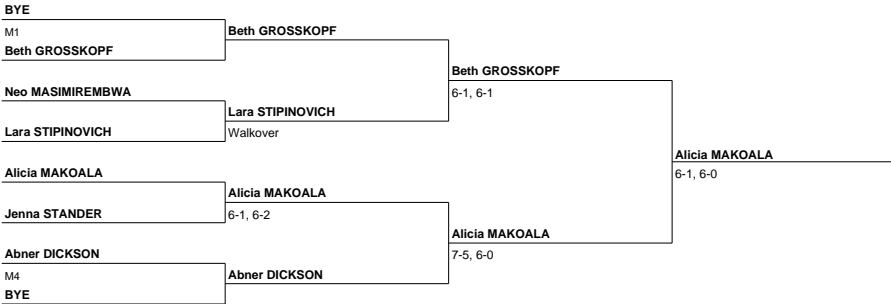 BYE
M1
Beth GROSSKOPF
Beth GROSSKOPF
Neo MASIMIREMBWA
Lara STIPINOVICH
Lara STIPINOVICH
Walkover
Beth GROSSKOPF
6-1, 6-1
Alicia MAKOALA
Jenna STANDER
Alicia MAKOALA
6-1, 6-2
Abner DICKSON
M4
BYE
Abner DICKSON
Alicia MAKOALA
7-5, 6-0
Alicia MAKOALA
6-1, 6-0